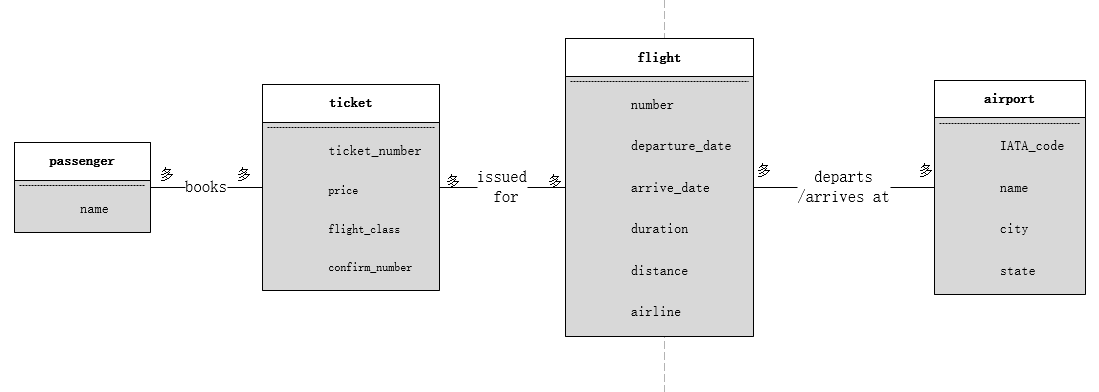 passenger
name
多
books
多
ticket
ticket_number
price
flight_class
confirm_number
多
issued
for
多
flight
number
departure_date
arrive_date
duration
distance
airline
多
departs
/arrives at
多
airport
IATA_code
name
city
state